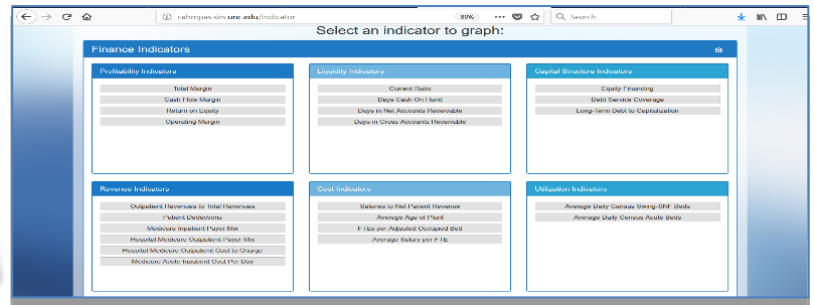 cahmpas.sirs.unc.edu/indicator
80%
Search
Select an indicator to graph:
Finance Indicators
Profitability Indicators
Total Margin
Cash Flow Margin
Return on Equity
Operating Margin
Liquidity Indicators
Current Ratio
Days Cash On Hand
Days in Net Accounts Receivable
Days in Gross Accounts Receivable
Capital Structure Indicators
Equity Financing
Debt Service Coverage
Long-Term Debt to Capitalization
Revenue Indicators
Outpatient Revenues to Total Revenues
Patient Deductions
Medicare Inpatient Payer Mix
Hospital Medicare Outpatient Payer Mix
Hospital Medicare Outpatient Cost to Charge
Medicare Acute Inpatient Cost Per Day
Cost Indicators
Salaries to Net Patient Revenue
Average Age of Plant
FTEs per Adjusted Occupied Bed
Average Salary per FTE
Utilization Indicators
Average Daily Census Swing-SNF Beds
Average Daily Census Acute Beds